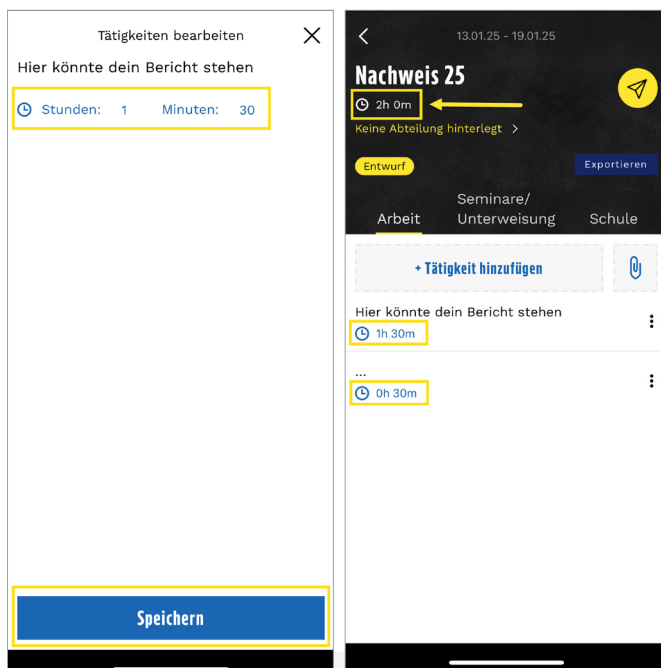 Tätigkeiten bearbeiten
Hier könnte dein Bericht stehen
Stunden: 1 Minuten: 30
Speichern
13.01.25 - 19.01.25
Nachweis 25
2h 0m
Keine Abteilung hinterlegt >
Entwurf
Exportieren
Arbeit
Seminare/
Unterweisung
Schule
+ Tätigkeit hinzufügen
Hier könnte dein Bericht stehen
1h 30m
...
0h 30m